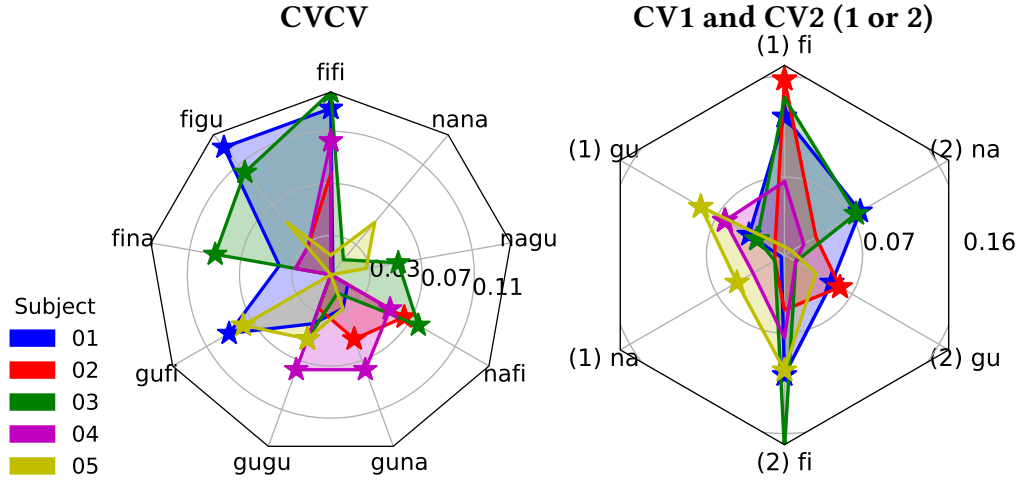 CVCV
CV1 and CV2 (1 or 2)
fifi
figu
nana
fina
nagu
0.07
0.11
gufi
nafi
gugu
guna
Subject
01
02
03
04
05
(1) fi
(1) gu
(2) na
0.07
0.16
(1) na
(2) gu
(2) fi